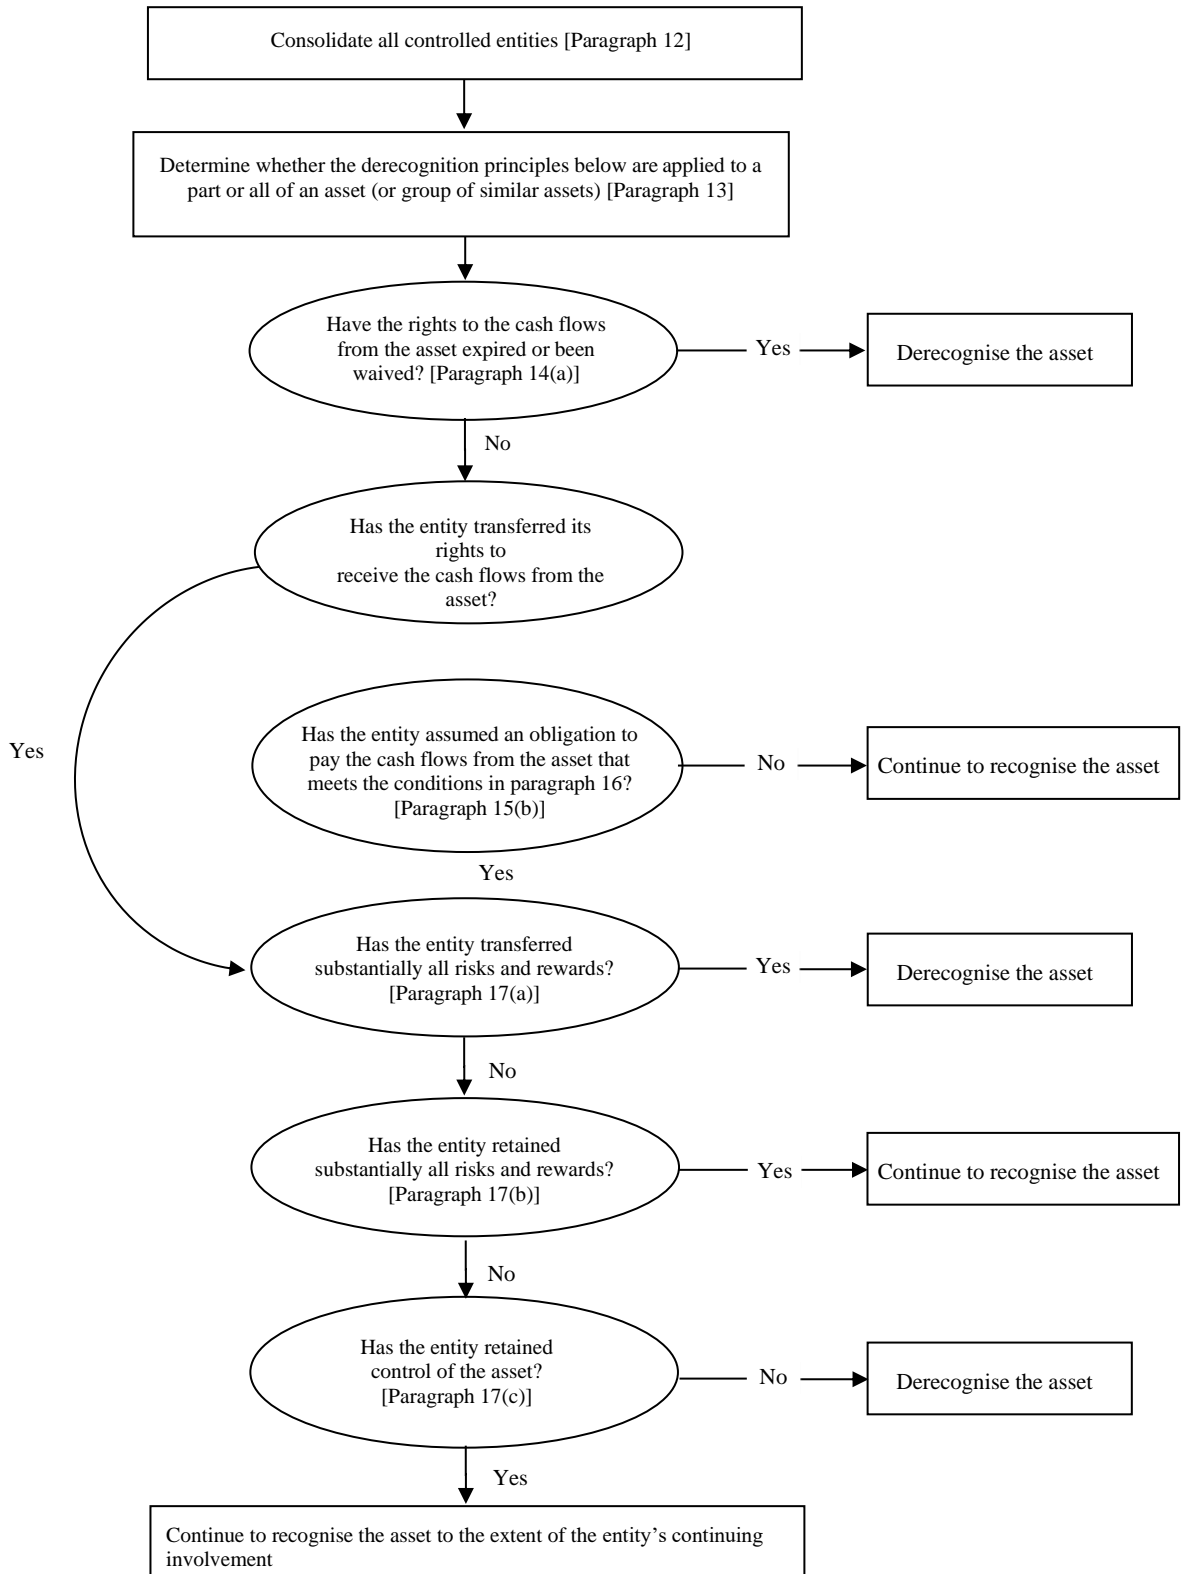 Consolidate all controlled entities [Paragraph 12]
Determine whether the derecognition principles below are applied to a
part or all of an asset (or group of similar assets) [Paragraph 13]
Have the rights to the cash flows
from the asset expired or been
waived? [Paragraph 14(a)]
Yes
Derecognise the asset
No
Has the entity transferred its
rights to
receive the cash flows from the
asset?
Yes
Has the entity assumed an obligation to
pay the cash flows from the asset that
meets the conditions in paragraph 16?
[Paragraph 15(b)]
No
Continue to recognise the asset
Yes
Has the entity transferred
substantially all risks and rewards?
[Paragraph 17(a)]
Yes
Derecognise the asset
No
Has the entity retained
substantially all risks and rewards?
[Paragraph 17(b)]
Yes
Continue to recognise the asset
No
Has the entity retained
control of the asset?
[Paragraph 17(c)]
No
Derecognise the asset
Yes
Continue to recognise the asset to the extent of the entity’s continuing
involvement